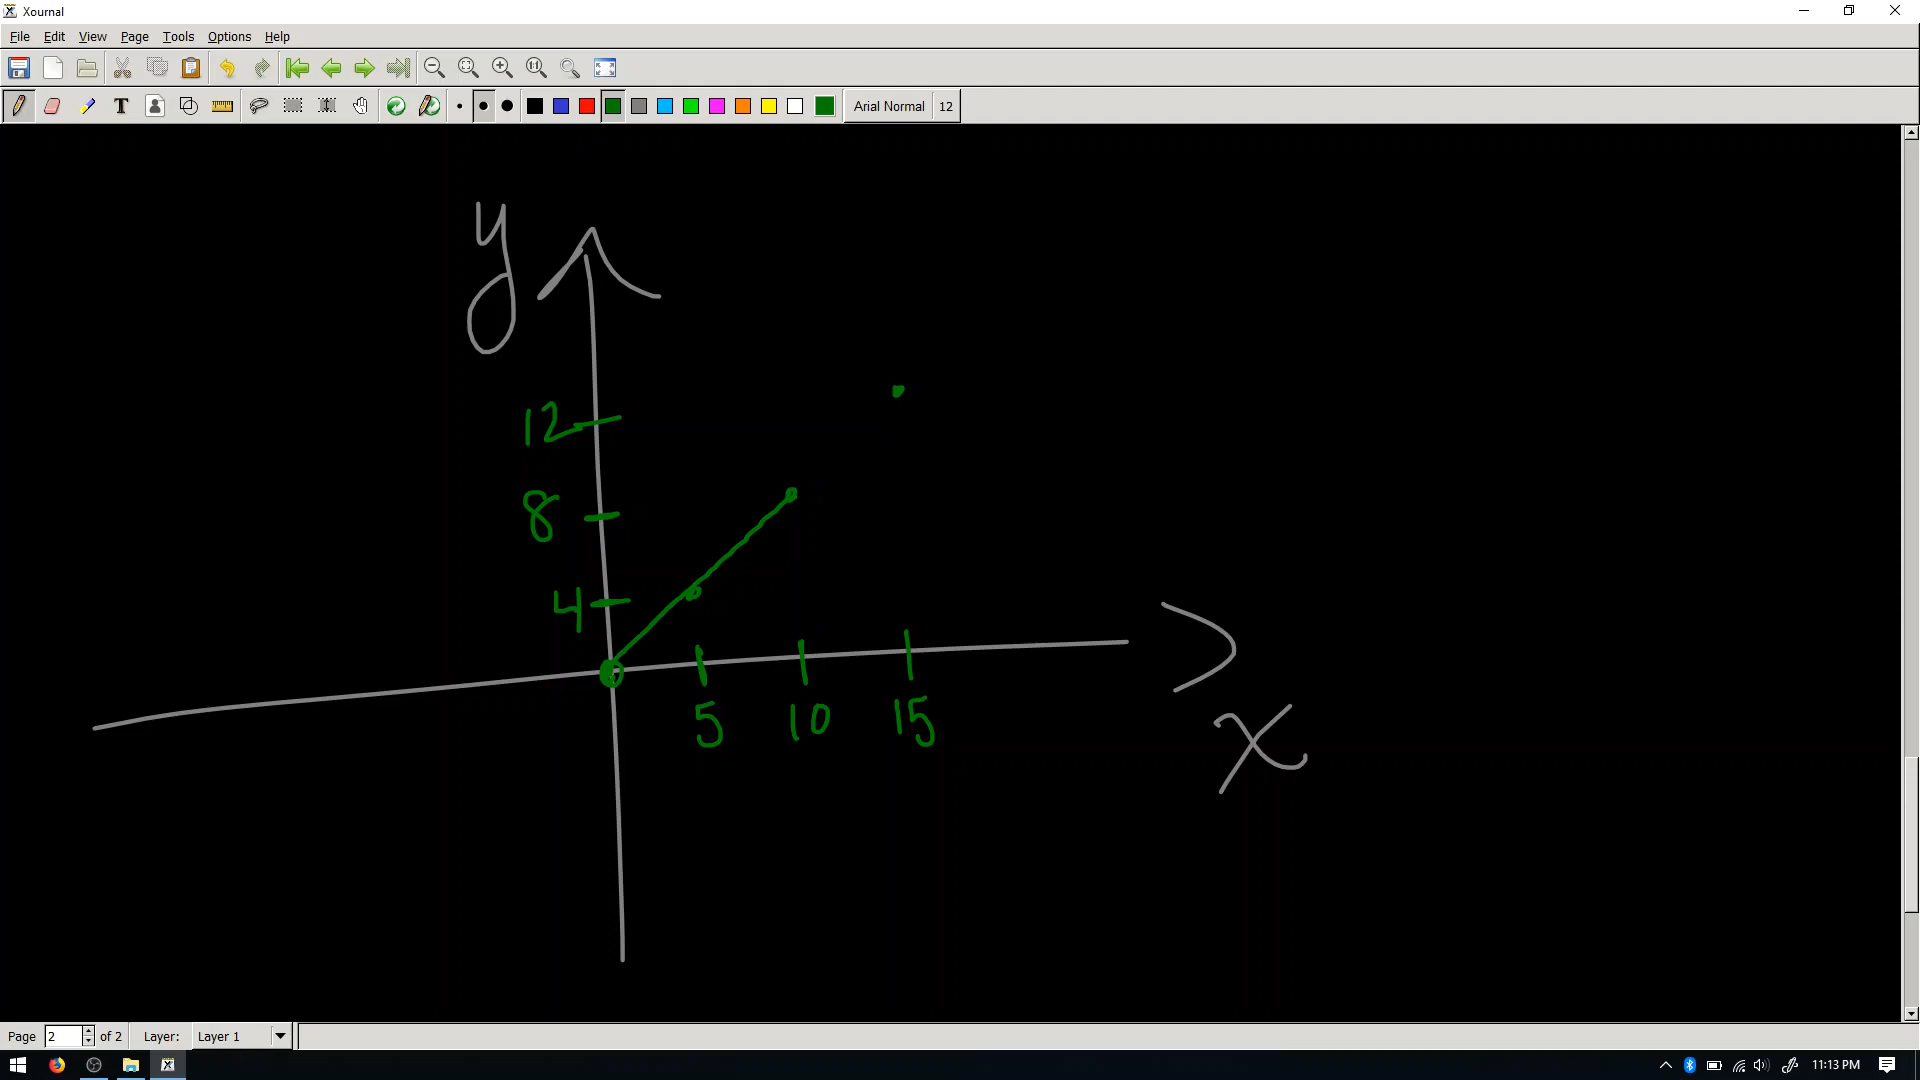 Xournal
File Edit View Page Tools Options Help
T Arial Normal 12
y
12
8
4
5 10 15
x
Page 2 of 2 Layer: Layer 1
11:13 PM